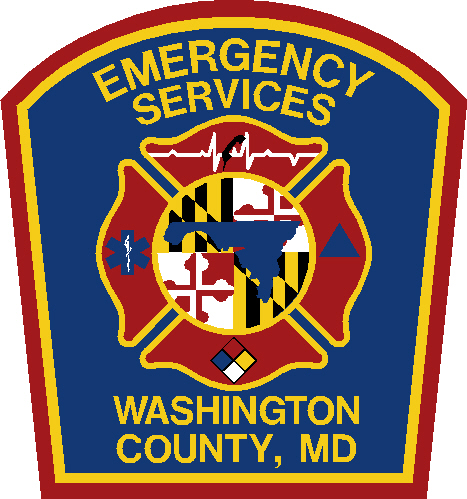 EMERGENCY
SERVICES
WASHINGTON
COUNTY, MD